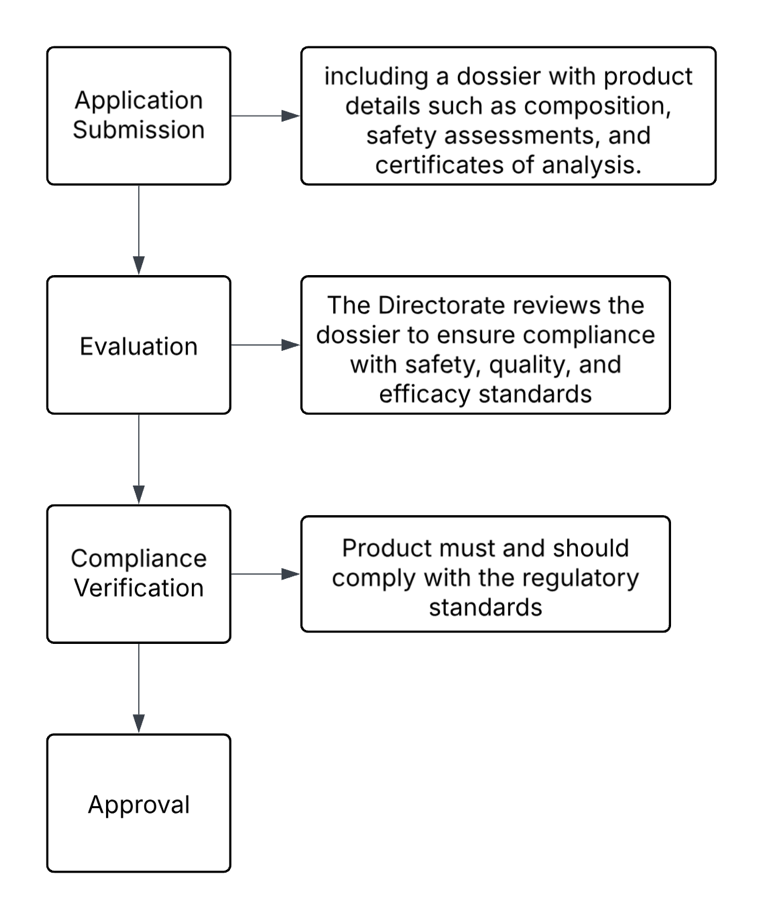 Application
Submission
including a dossier with product
details such as composition,
safety assessments, and
certificates of analysis.
Evaluation
The Directorate reviews the
dossier to ensure compliance
with safety, quality, and
efficacy standards
Compliance
Verification
Product must and should
comply with the regulatory
standards
Approval